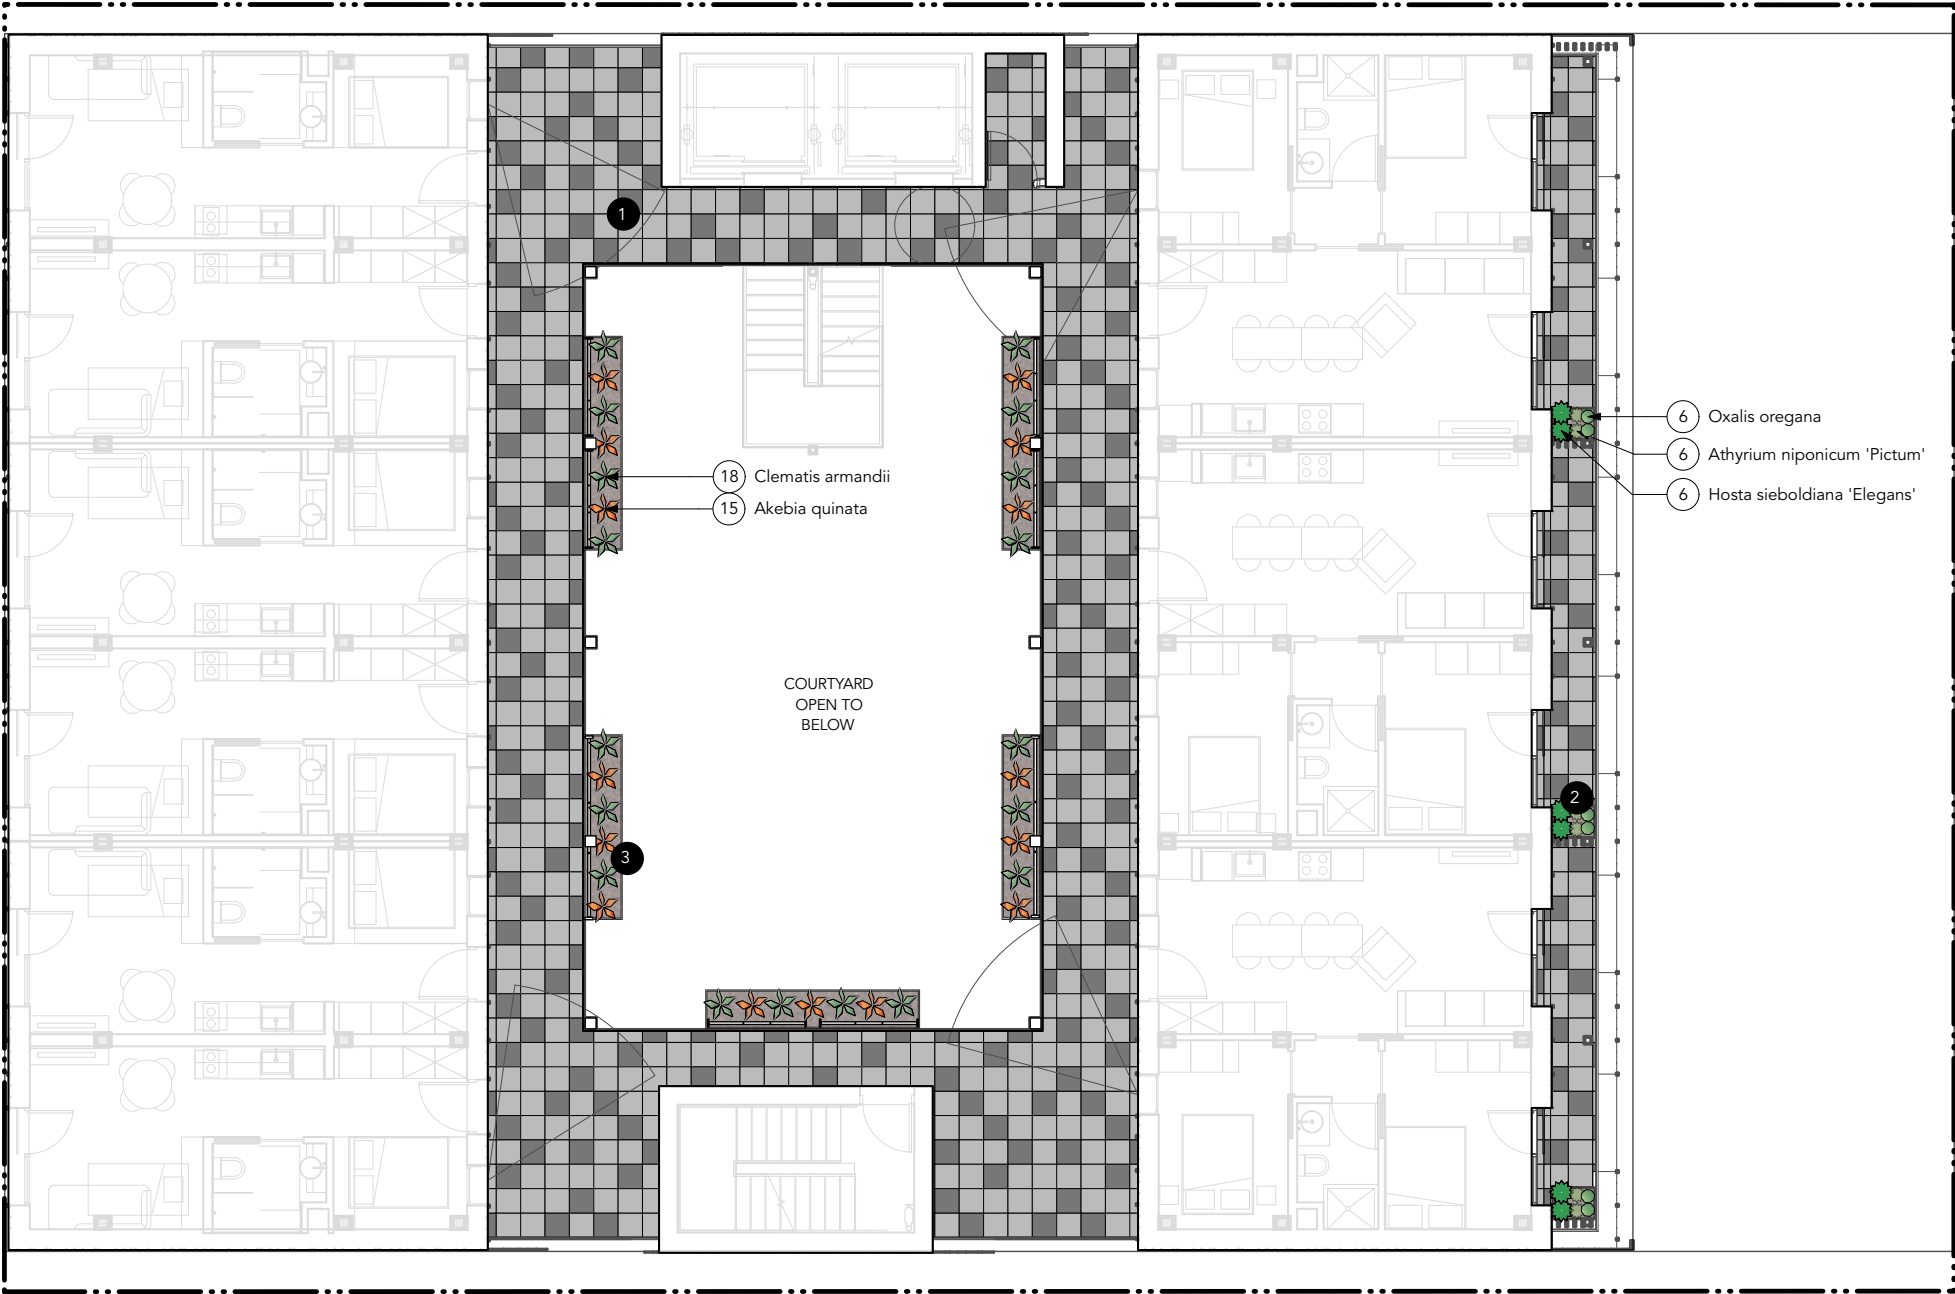 1
6 Oxalis oregana
6 Athyrium niponicum 'Pictum'
18 Clematis armandii
6 Hosta sieboldiana 'Elegans'
15 Akebia quinata
COURTYARD
OPEN TO
BELOW
2
3